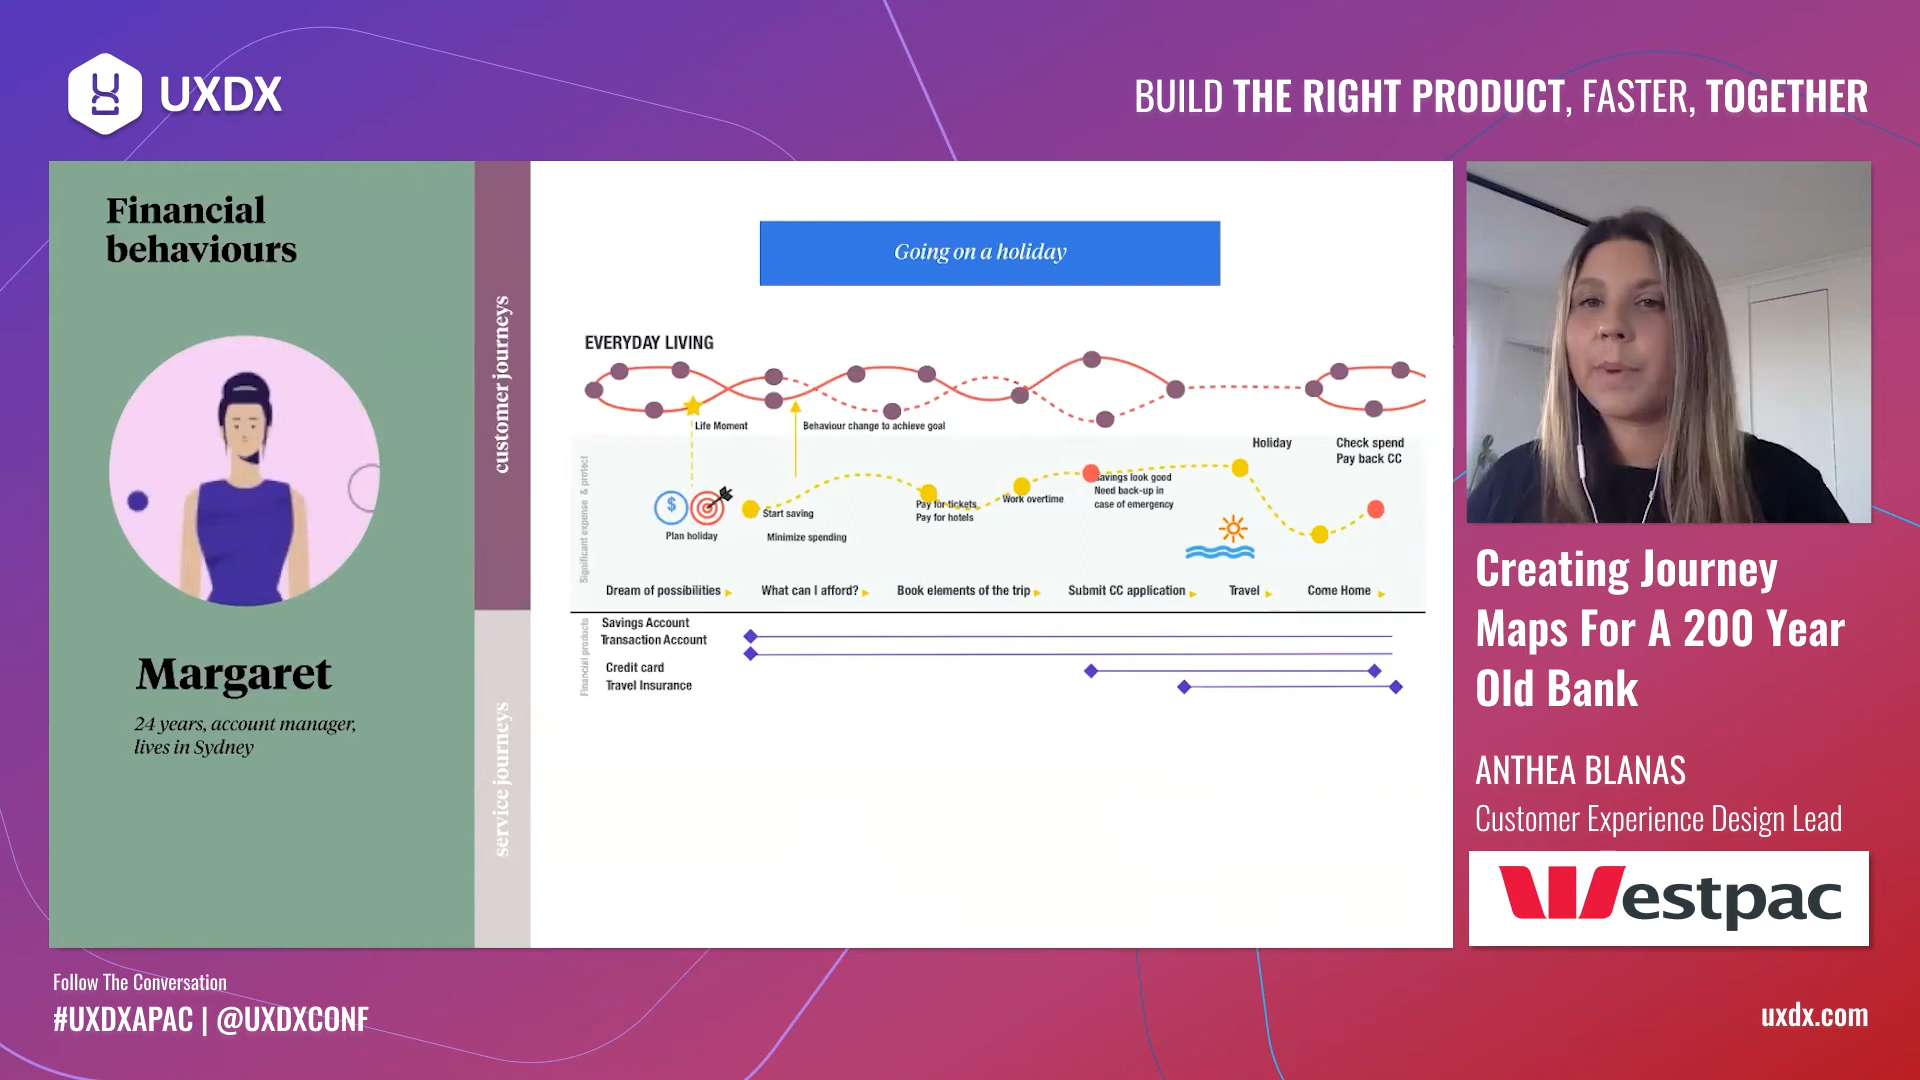 UXDX
BUILD THE RIGHT PRODUCT, FASTER, TOGETHER
Financial
behaviours
Margaret
24 years, account manager,
lives in Sydney
customer journeys
service journeys
Going on a holiday
EVERYDAY LIVING
Life Moment
Behaviour change to achieve goal
Holiday
Check spend
Pay back CC
Significant expense & protect
Plan holiday
Start saving
Minimize spending
Pay for tickets
Pay for hotels
Work overtime
Savings look good
Need back-up in
case of emergency
Dream of possibilities
What can I afford?
Book elements of the trip
Submit CC application
Travel
Come Home
Financial products
Savings Account
Transaction Account
Credit card
Travel Insurance
Creating Journey
Maps For A 200 Year
Old Bank
ANTHEA BLANAS
Customer Experience Design Lead
Westpac
Follow The Conversation
#UXDXAPAC | @UXDXCONF
uxdx.com